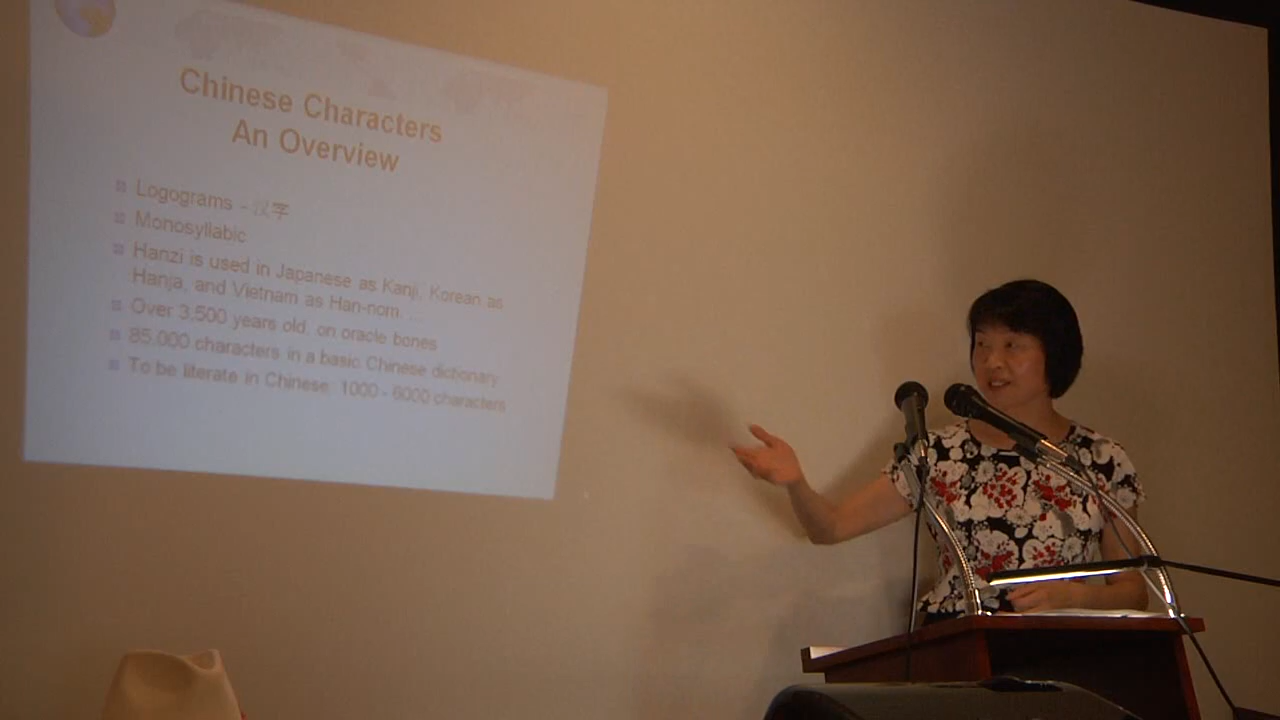 Chinese Characters
An Overview
Logograms - 汉字
Monosyllabic
Hanzi is used in Japanese as Kanji, Korean as
Hanja, and Vietnam as Han-nom. ...
Over 3,500 years old, on oracle bones
85,000 characters in a basic Chinese dictionary
To be literate in Chinese: 1000 - 6000 characters